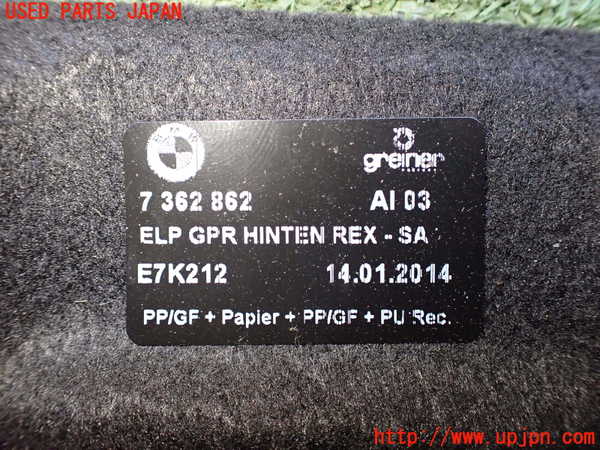 USED PARTS JAPAN
BMW
greiner
7 362 862 AI 03
ELP GPR HINTEN REX - SA
E7K212 14.01.2014
PP/GF + Papier + PP/GF + PU Rec.
http://www.upjpn.com/